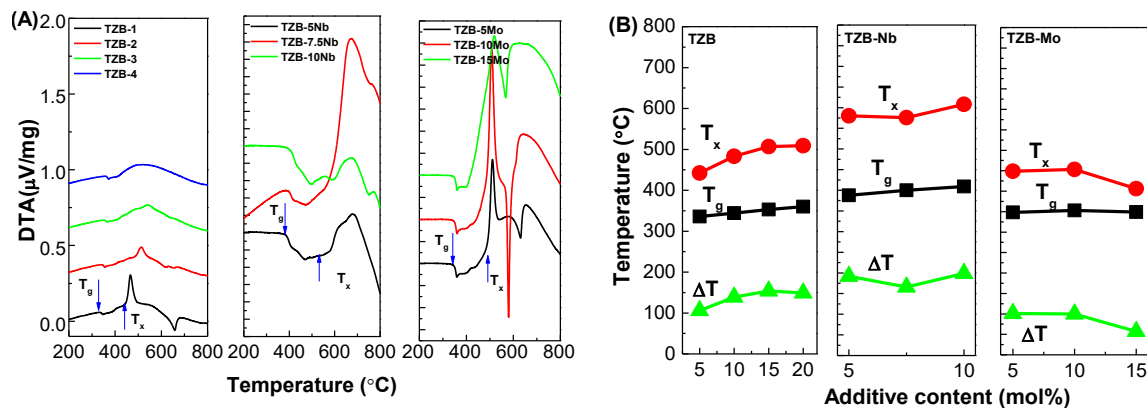 (A)
DTA(μV/mg)
2.0
1.5
1.0
0.5
0.0
TZB-1
TZB-2
TZB-3
TZB-4
Tg
Tx
200 400 600 800
TZB-5Nb
TZB-7.5Nb
TZB-10Nb
Tg
Tx
200 400 600 800
TZB-5Mo
TZB-10Mo
TZB-15Mo
Tg
Tx
200 400 600 800
Temperature (°C)
(B)
Temperature (°C)
800
700
600
500
400
300
200
100
0
TZB
Tx
Tg
ΔT
5 10 15 20
TZB-Nb
Tx
Tg
ΔT
5 10
TZB-Mo
Tx
Tg
ΔT
5 10 15
Additive content (mol%)